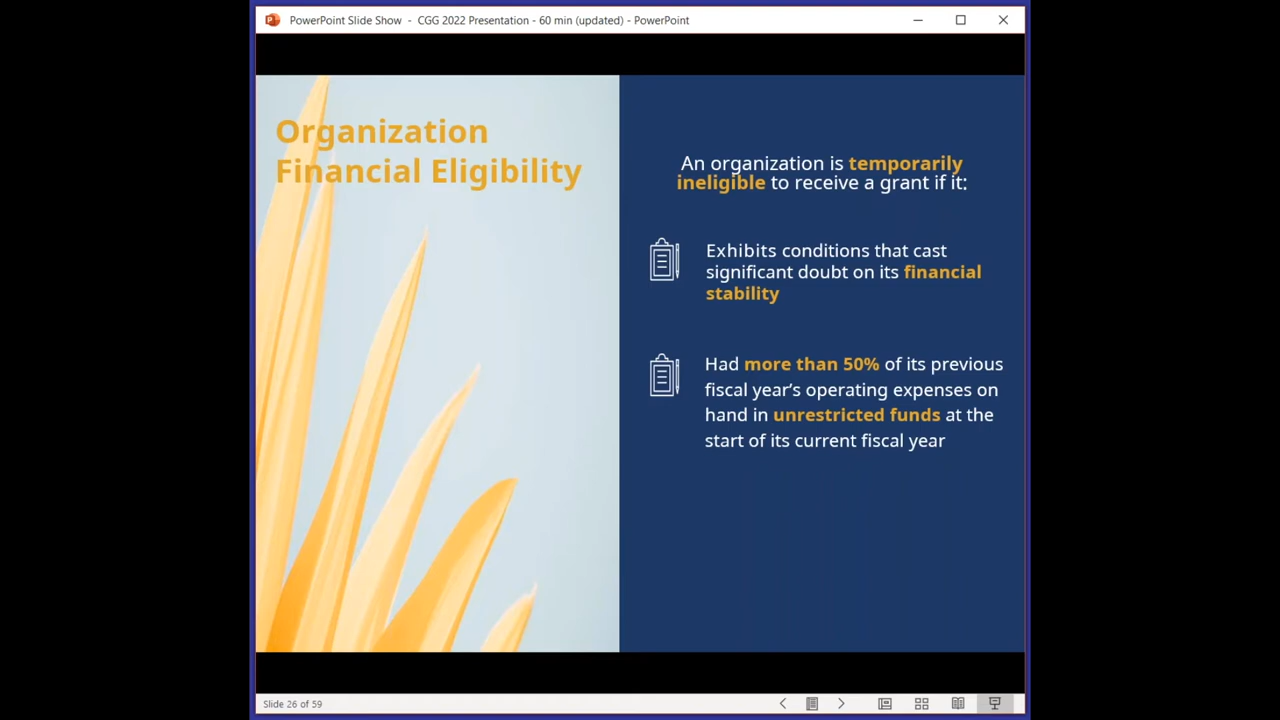 PowerPoint Slide Show - CGG 2022 Presentation - 60 min (updated) - PowerPoint
Organization
Financial Eligibility
An organization is temporarily
ineligible to receive a grant if it:
Exhibits conditions that cast
significant doubt on its financial
stability
Had more than 50% of its previous
fiscal year’s operating expenses on
hand in unrestricted funds at the
start of its current fiscal year
Slide 26 of 59